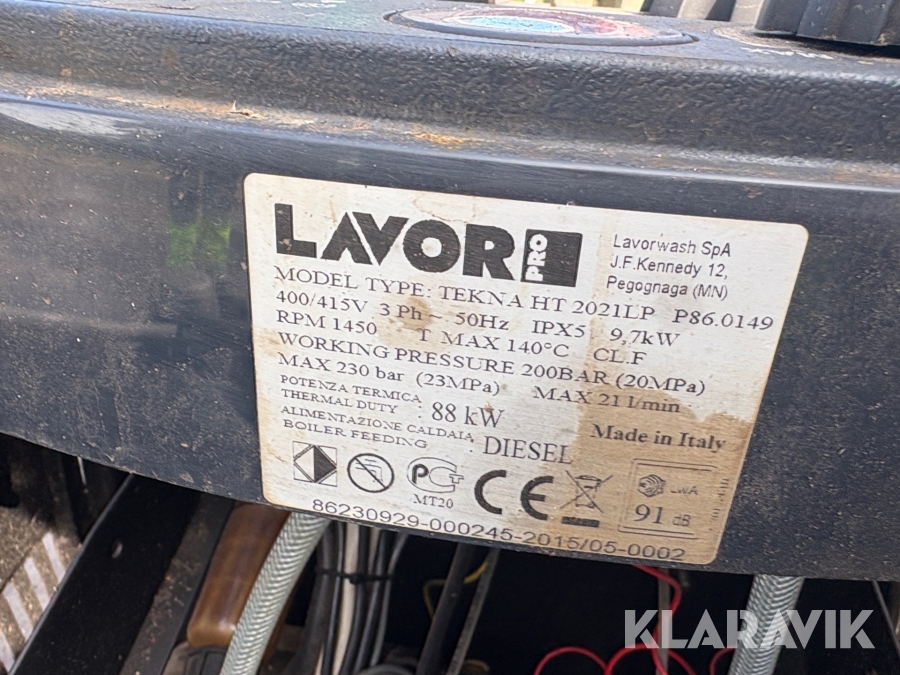 LAVOR PRO
Lavorwash SpA
J.F.Kennedy 12,
Pegognaga (MN)
MODEL TYPE: TEKNA HT 2021LP P86.0149
400/415V 3 Ph ~ 50Hz IPX5 9,7kW
RPM 1450 T MAX 140°C CL.F
WORKING PRESSURE 200BAR (20MPa)
MAX 230 bar (23MPa) MAX 21 l/min
POTENZA TERMICA
THERMAL DUTY : 88 kW
ALIMENTAZIONE CALDAIA
BOILER FEEDING : DIESEL
Made in Italy
MT20
CE
LWA
91 dB
86230929-000245-2015/05-0002
KLARAVIK